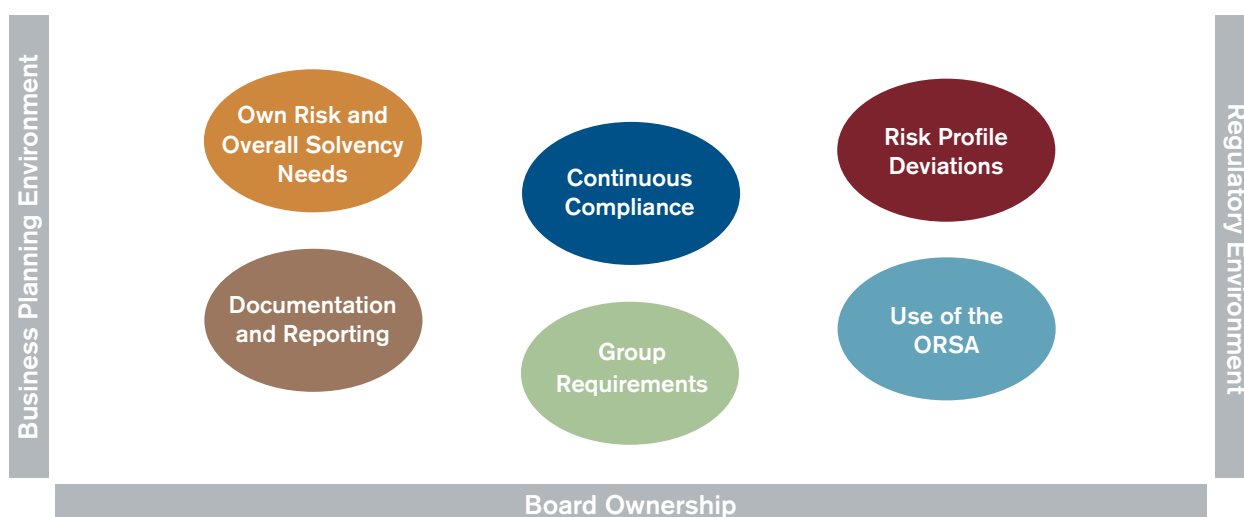 Business Planning Environment
Own Risk and
Overall Solvency
Needs
Continuous
Compliance
Risk Profile
Deviations
Documentation
and Reporting
Group
Requirements
Use of the
ORSA
Regulatory Environment
Board Ownership